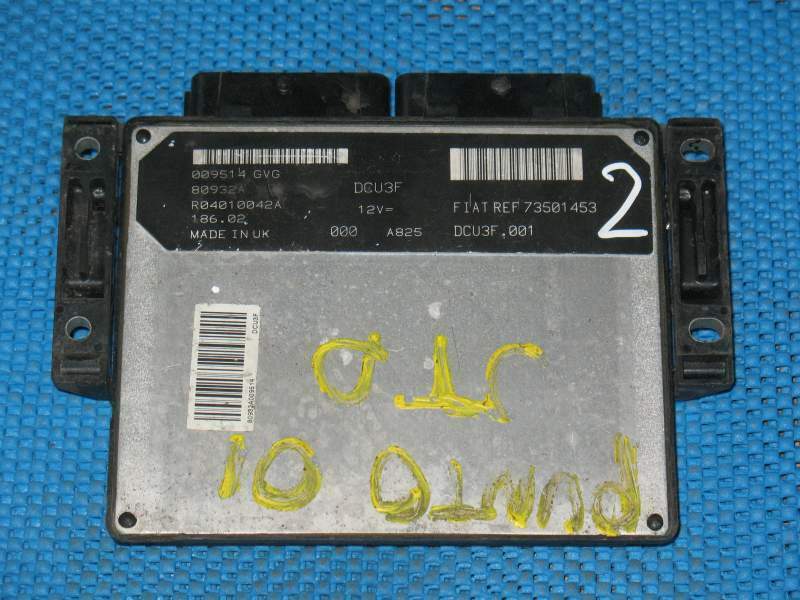 009514 GVG
80932A
R04010042A
186.02
MADE IN UK
DCU3F
12V=
000 A825
FIAT REF 73501453
DCU3F.001
2
DCU3F
80932A009514
PUNTO 01
JTD